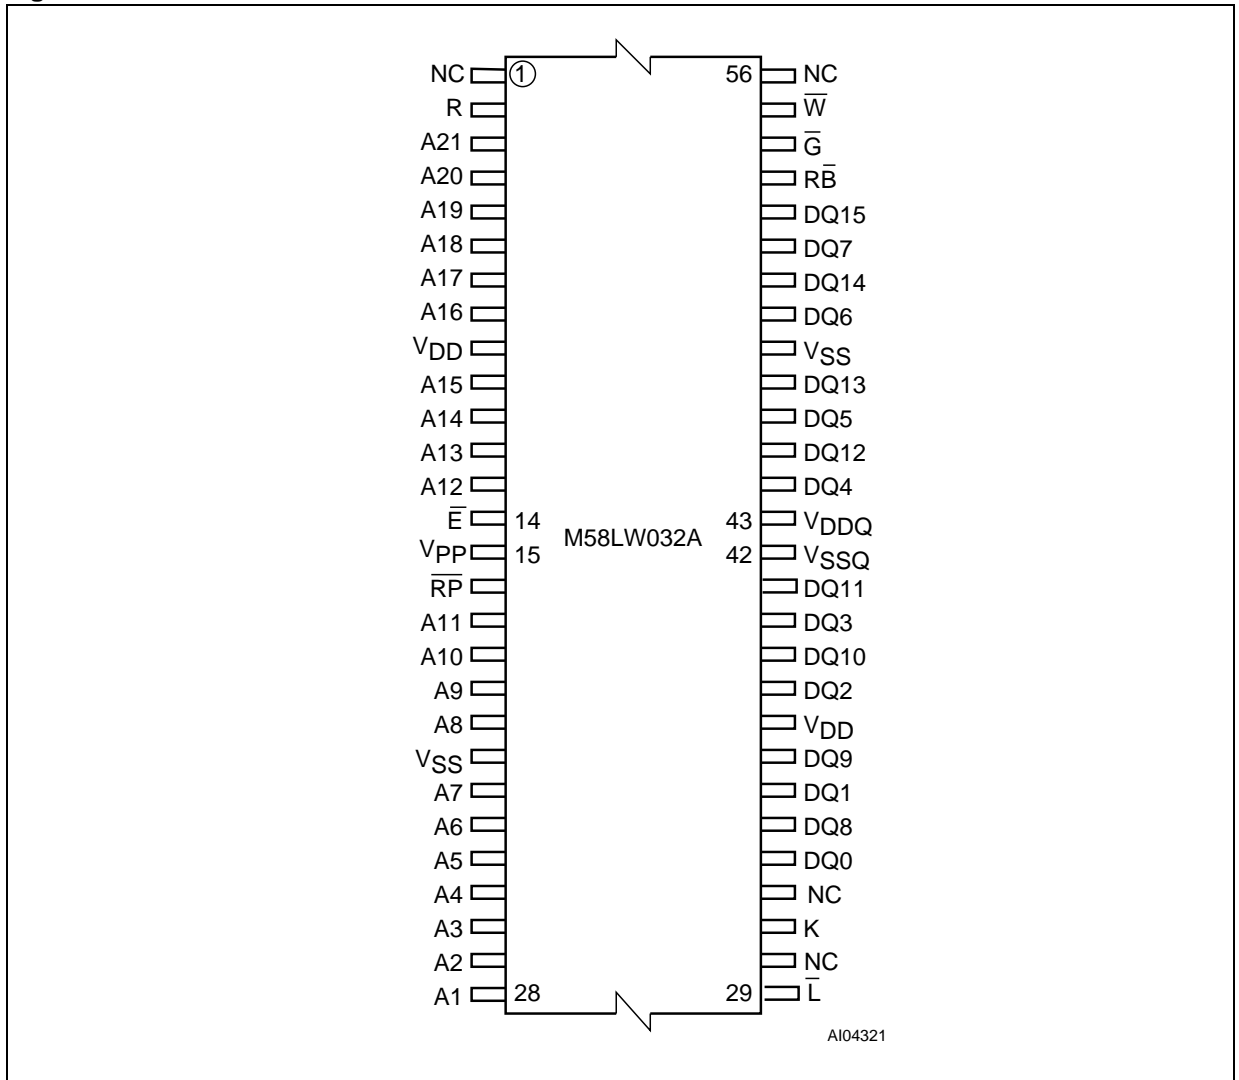 NC 1 56 NC
R W̅
A21 G̅
A20 RB̅
A19 DQ15
A18 DQ7
A17 DQ14
A16 DQ6
VDD VSS
A15 DQ13
A14 DQ5
A13 DQ12
A12 DQ4
E̅ 14 43 VDDQ
M58LW032A
VPP 15 42 VSSQ
R̅P̅ DQ11
A11 DQ3
A10 DQ10
A9 DQ2
A8 VDD
VSS DQ9
A7 DQ1
A6 DQ8
A5 DQ0
A4 NC
A3 K
A2 NC
A1 28 29 L̅
AI04321